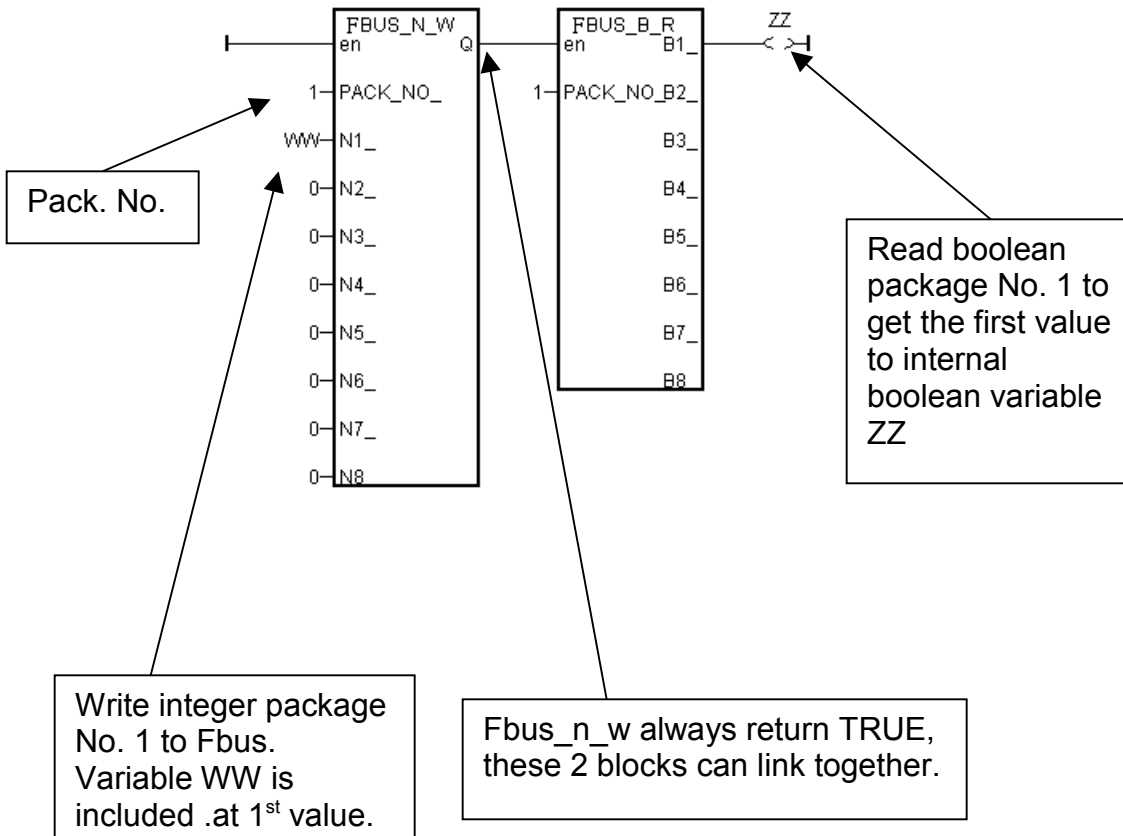 FBUS_N_W
en Q
1 PACK_NO_
WW N1_
0 N2_
0 N3_
0 N4_
0 N5_
0 N6_
0 N7_
0 N8
FBUS_B_R
en B1_
1 PACK_NO_B2_
B3_
B4_
B5_
B6_
B7_
B8
ZZ
Pack. No.
Read boolean
package No. 1 to
get the first value
to internal
boolean variable
ZZ
Write integer package
No. 1 to Fbus.
Variable WW is
included .at 1st value.
Fbus_n_w always return TRUE,
these 2 blocks can link together.